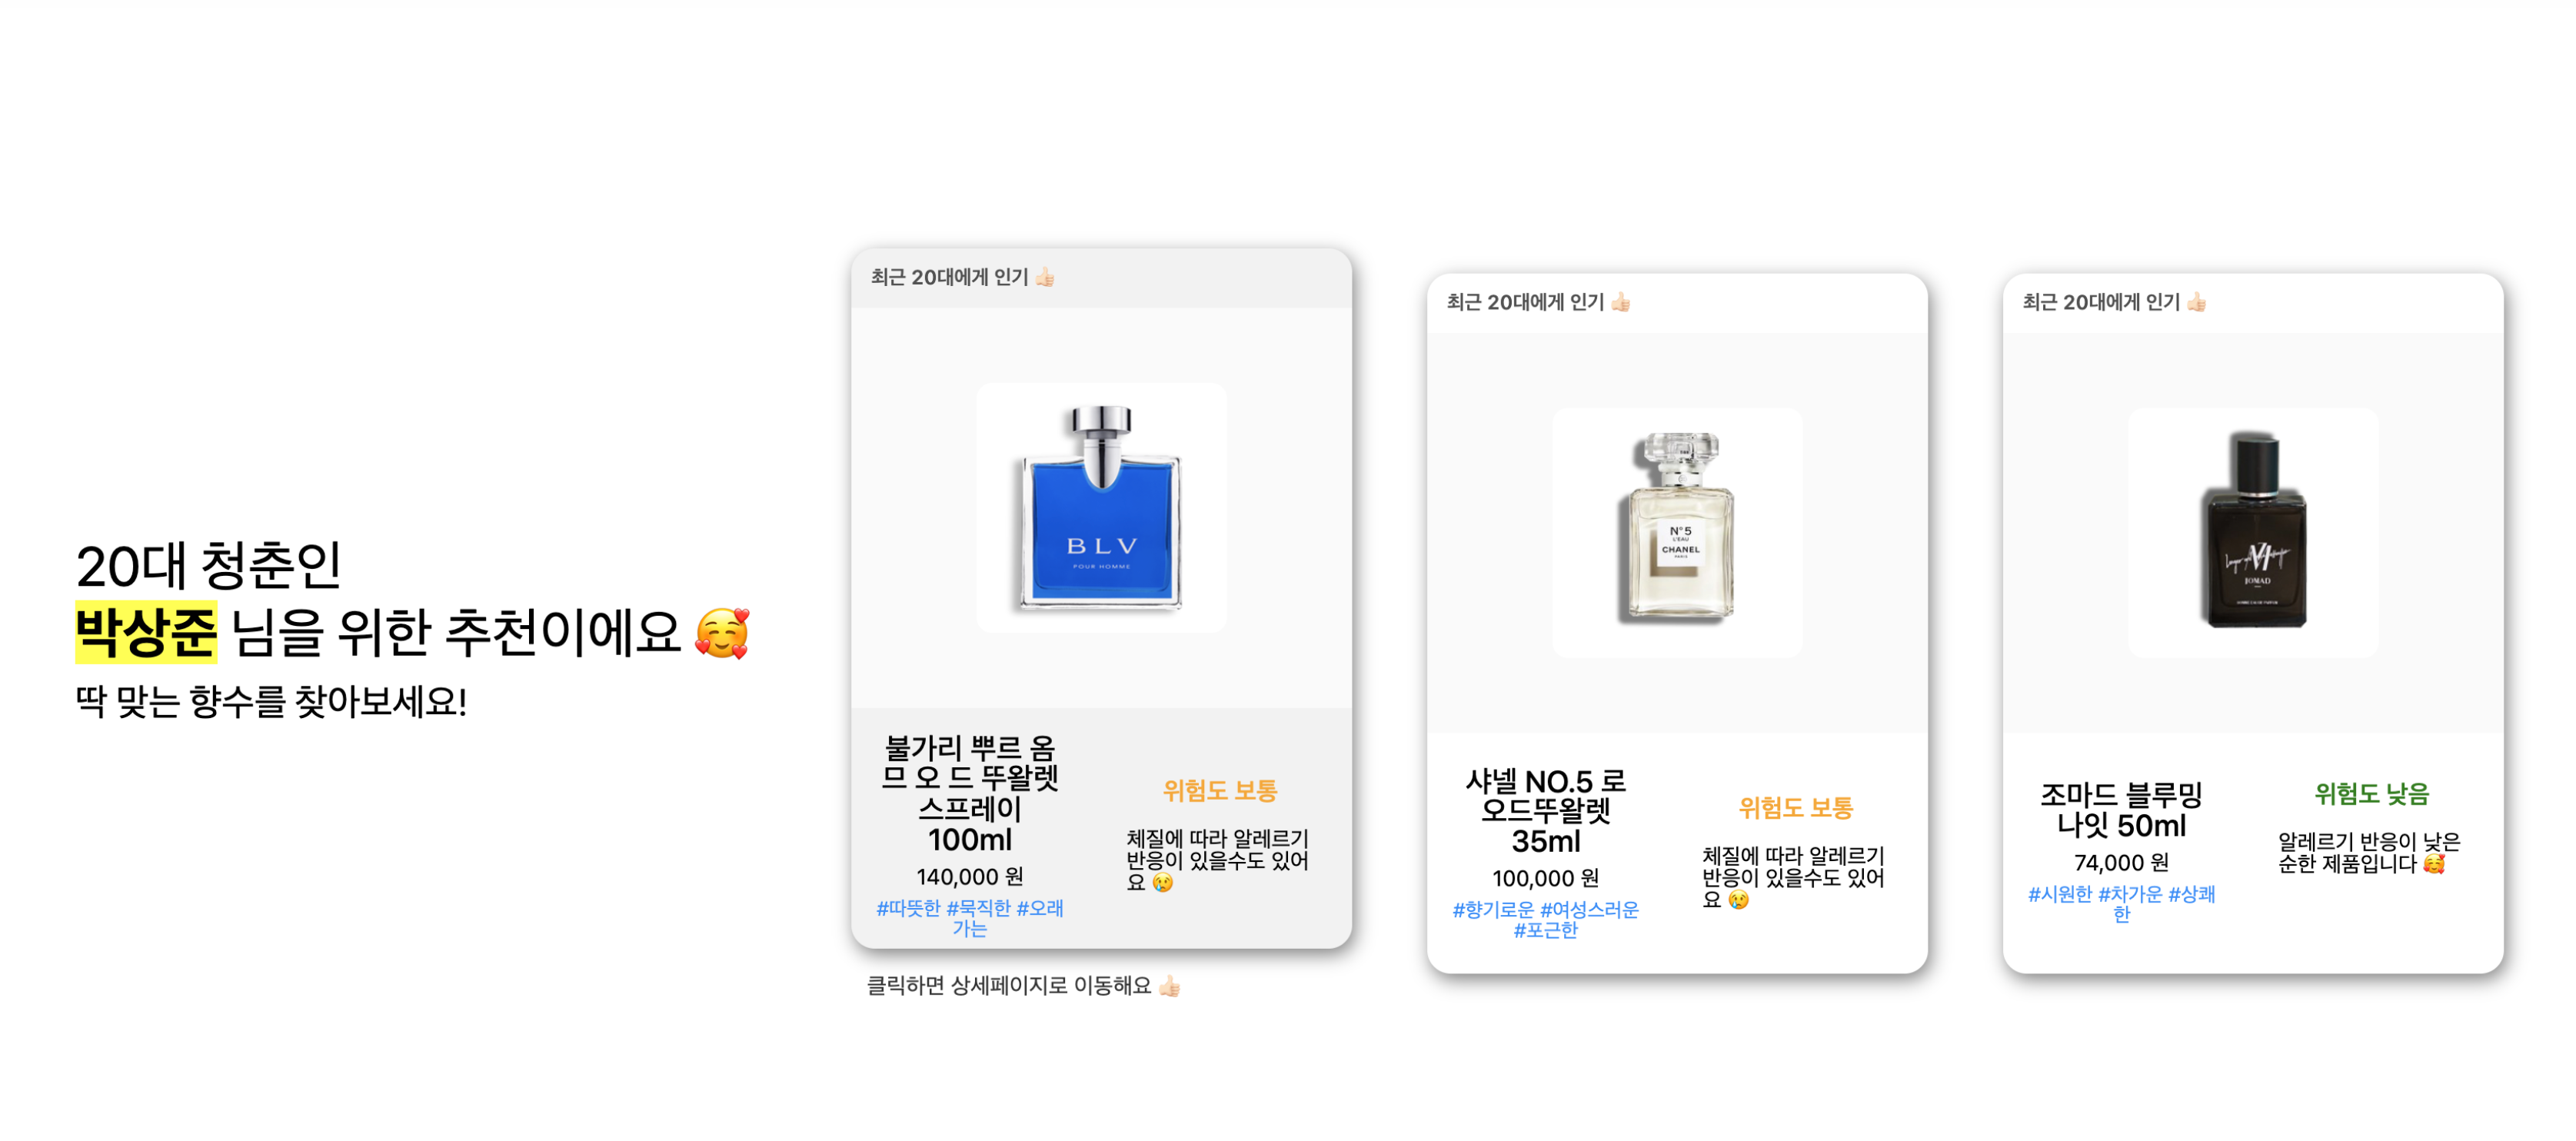 20대 청춘인
박상준 님을 위한 추천이에요 🥰
딱 맞는 향수를 찾아보세요!
최근 20대에게 인기 👍🏻
BLV
POUR HOMME
불가리 뿌르 옴
므 오 드 뚜왈렛
스프레이
100ml
140,000 원
#따뜻한 #묵직한 #오래
가는
위험도 보통
체질에 따라 알레르기
반응이 있을수도 있어
요 😢
클릭하면 상세페이지로 이동해요 👍🏻
최근 20대에게 인기 👍🏻
N°5
L'EAU
CHANEL
PARIS
샤넬 NO.5 로
오드뚜왈렛
35ml
100,000 원
#향기로운 #여성스러운
#포근한
위험도 보통
체질에 따라 알레르기
반응이 있을수도 있어
요 😢
최근 20대에게 인기 👍🏻
JOMAD
조마드 블루밍
나잇 50ml
74,000 원
#시원한 #차가운 #상쾌
한
위험도 낮음
알레르기 반응이 낮은
순한 제품입니다 🥰